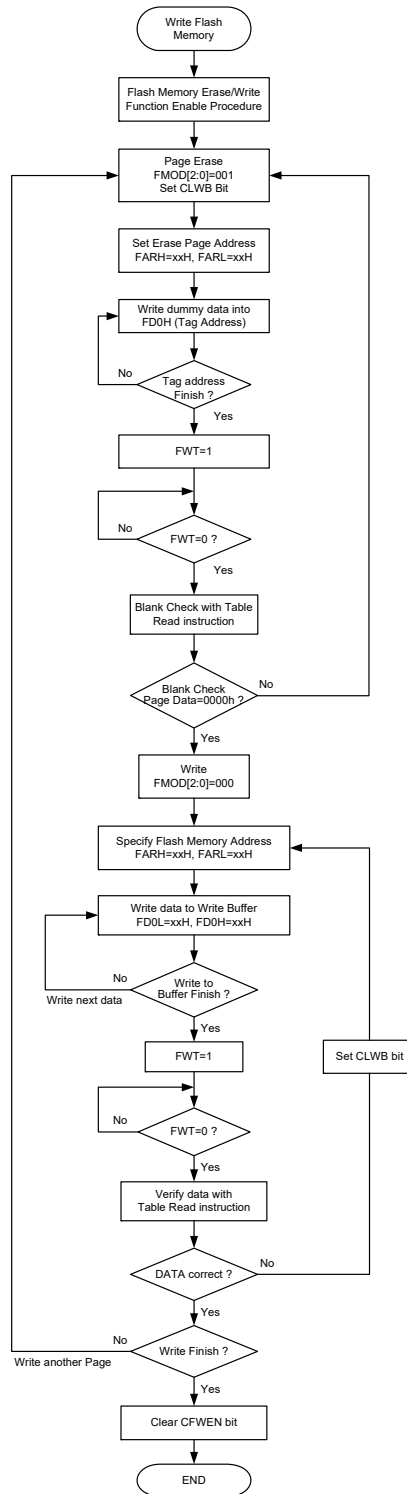 Write Flash
Memory
Flash Memory Erase/Write
Function Enable Procedure
Page Erase
FMOD[2:0]=001
Set CLWB Bit
Set Erase Page Address
FARH=xxH, FARL=xxH
Write dummy data into
FD0H (Tag Address)
No
Tag address
Finish ?
Yes
FWT=1
No
FWT=0 ?
Yes
Blank Check with Table
Read instruction
No
Blank Check
Page Data=0000h ?
Yes
Write
FMOD[2:0]=000
Specify Flash Memory Address
FARH=xxH, FARL=xxH
Write data to Write Buffer
FD0L=xxH, FD0H=xxH
No
Write to
Buffer Finish ?
Write next data
Yes
FWT=1
Set CLWB bit
No
FWT=0 ?
Yes
Verify data with
Table Read instruction
No
DATA correct ?
Yes
No
Write Finish ?
Write another Page
Yes
Clear CFWEN bit
END